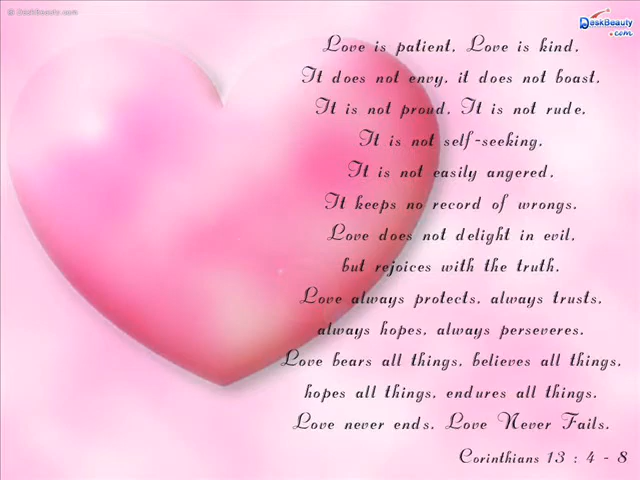 © DeskBeauty.com
DeskBeauty
.com
Love is patient, Love is kind,
It does not envy, it does not boast,
It is not proud, It is not rude,
It is not self-seeking,
It is not easily angered,
It keeps no record of wrongs.
Love does not delight in evil,
but rejoices with the truth.
Love always protects, always trusts,
always hopes, always perseveres.
Love bears all things, believes all things,
hopes all things, endures all things.
Love never ends. Love Never Fails.
Corinthians 13 : 4 - 8